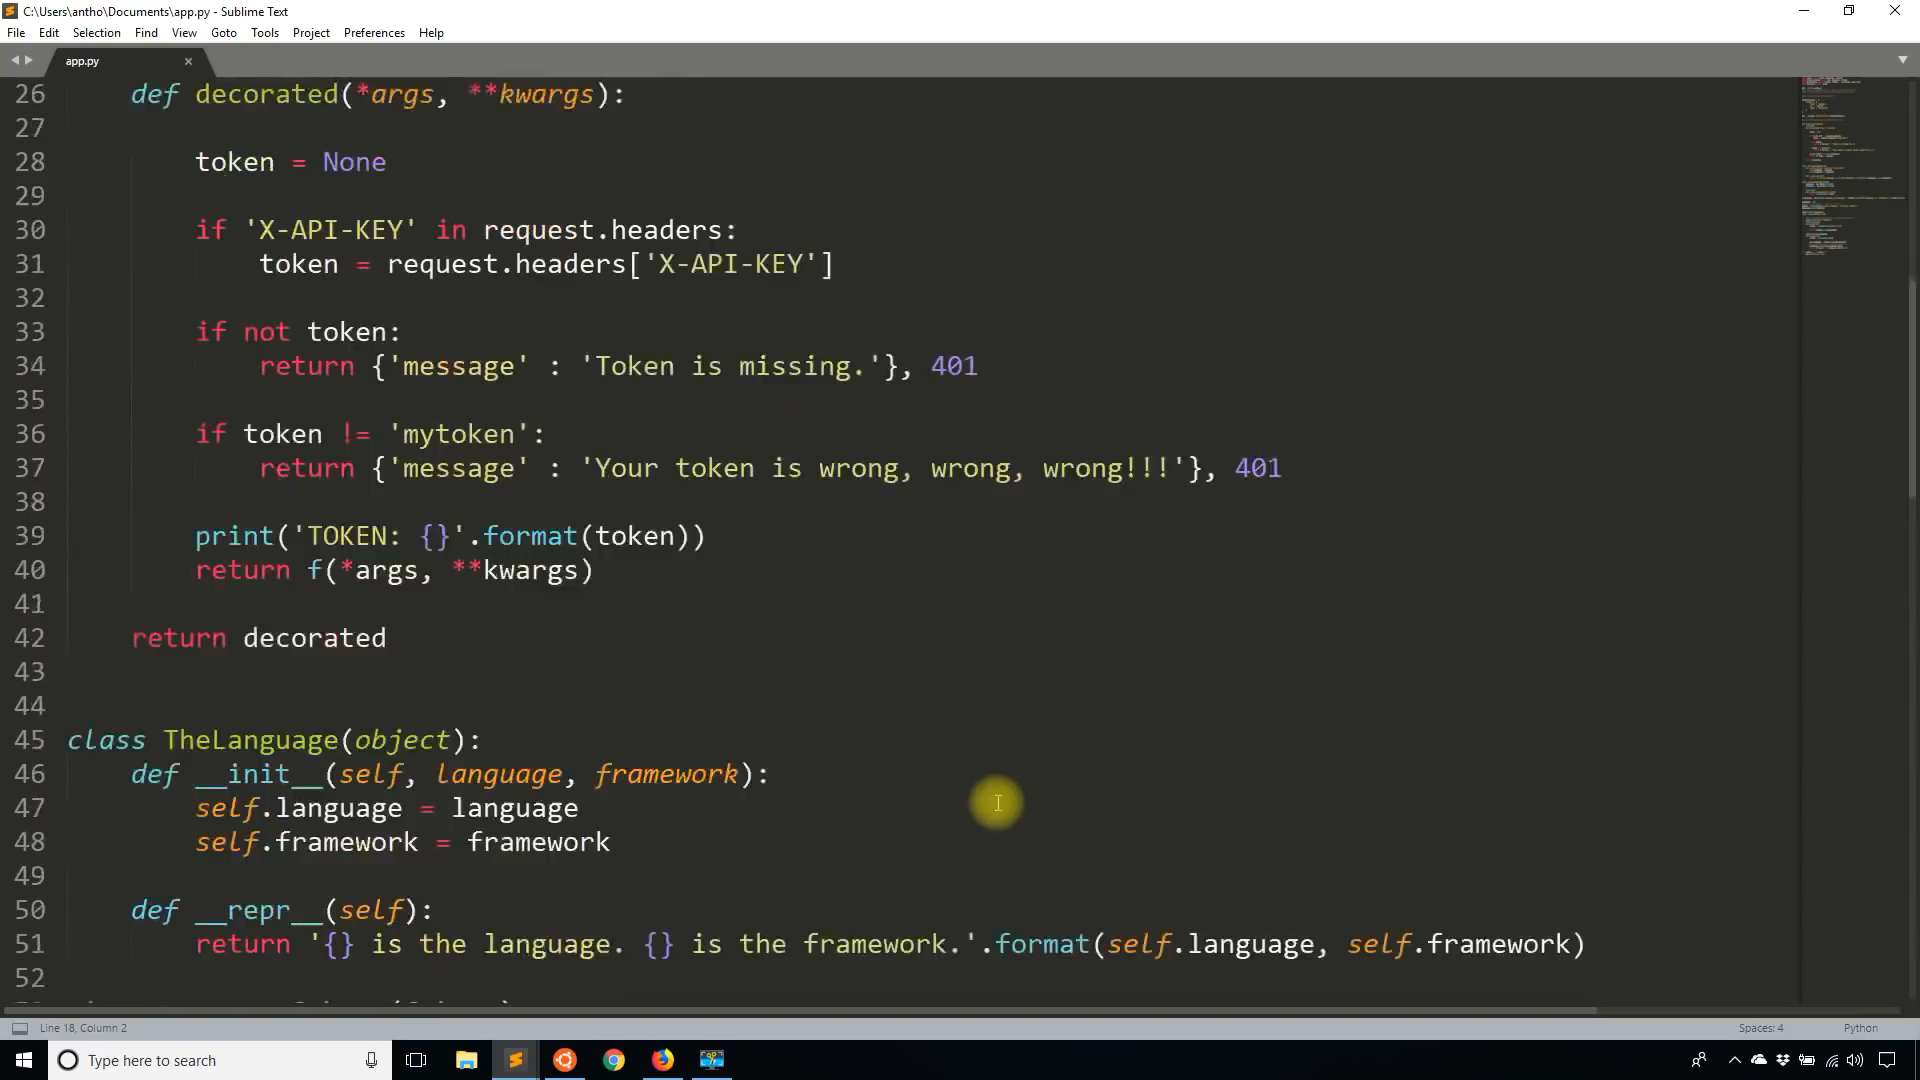 C:\Users\antho\Documents\app.py - Sublime Text
File Edit Selection Find View Goto Tools Project Preferences Help
app.py
26 def decorated(*args, **kwargs):
27
28 token = None
29
30 if 'X-API-KEY' in request.headers:
31 token = request.headers['X-API-KEY']
32
33 if not token:
34 return {'message' : 'Token is missing.'}, 401
35
36 if token != 'mytoken':
37 return {'message' : 'Your token is wrong, wrong, wrong!!!'}, 401
38
39 print('TOKEN: {}'.format(token))
40 return f(*args, **kwargs)
41
42 return decorated
43
44
45 class TheLanguage(object):
46 def __init__(self, language, framework):
47 self.language = language
48 self.framework = framework
49
50 def __repr__(self):
51 return '{} is the language. {} is the framework.'.format(self.language, self.framework)
52
Line 18, Column 2
Spaces: 4
Python
Type here to search